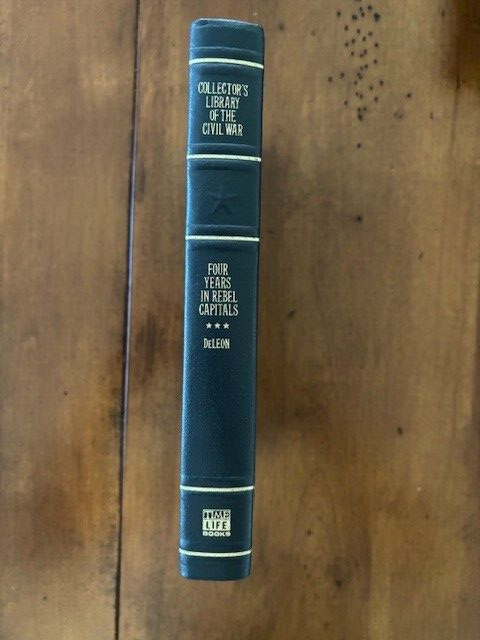 COLLECTOR'S
LIBRARY
OF THE
CIVIL WAR
FOUR
YEARS
IN REBEL
CAPITALS
★★★
DeLEON
TIME
LIFE
BOOKS